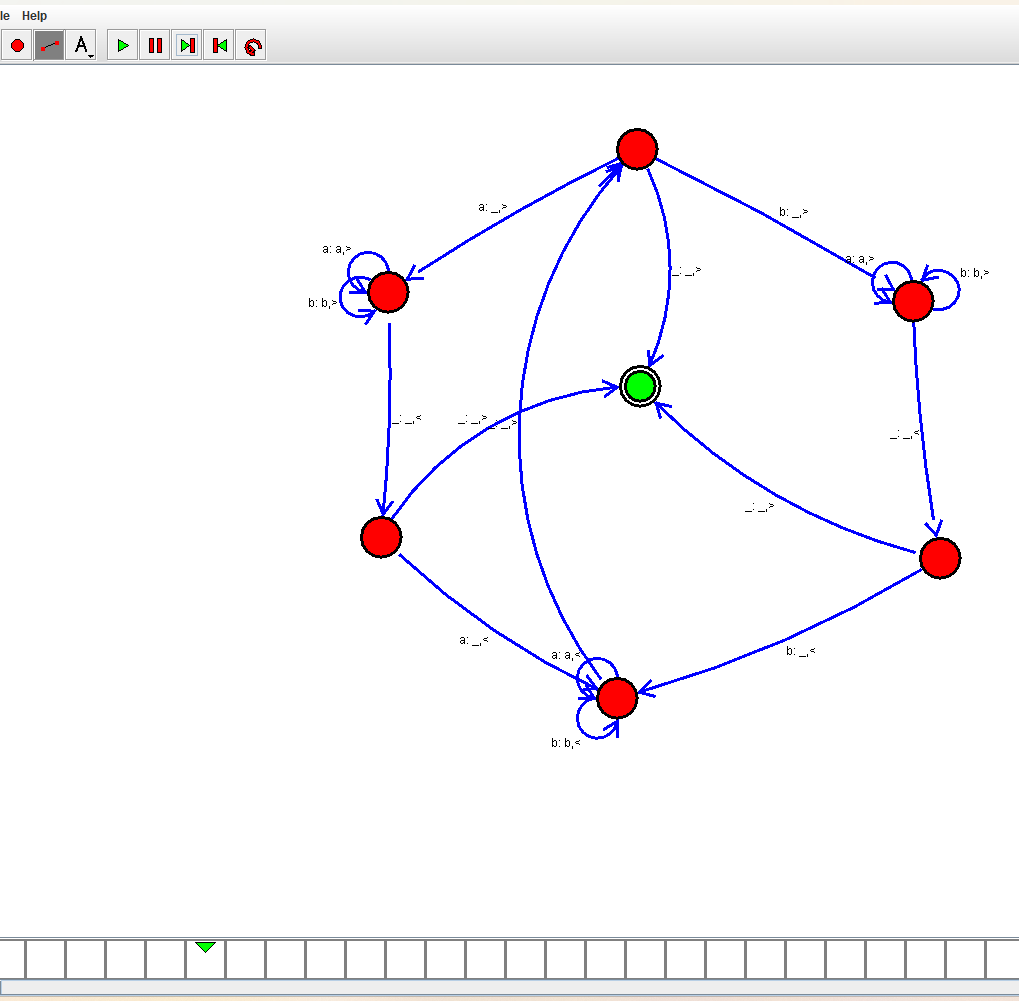 le Help
A
a: _,>
b: _,>
a: a,>
a: a,>
_: _,>
b: b,>
b: b,>
_: _,<
_: _,>
_: _,>
_: _,<
_: _,>
a: _,<
b: _,<
a: a,<
b: b,<